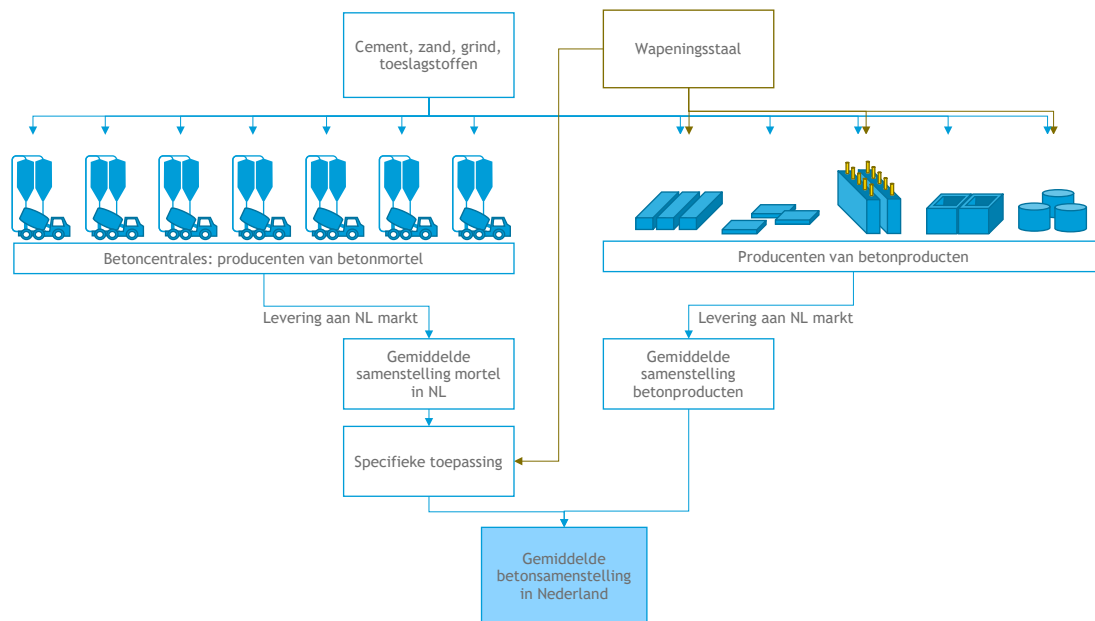 Cement, zand, grind,
toeslagstoffen
Wapeningsstaal
Betoncentrales: producenten van betonmortel
Producenten van betonproducten
Levering aan NL markt
Levering aan NL markt
Gemiddelde
samenstelling mortel
in NL
Gemiddelde
samenstelling
betonproducten
Specifieke toepassing
Gemiddelde
betonsamenstelling
in Nederland